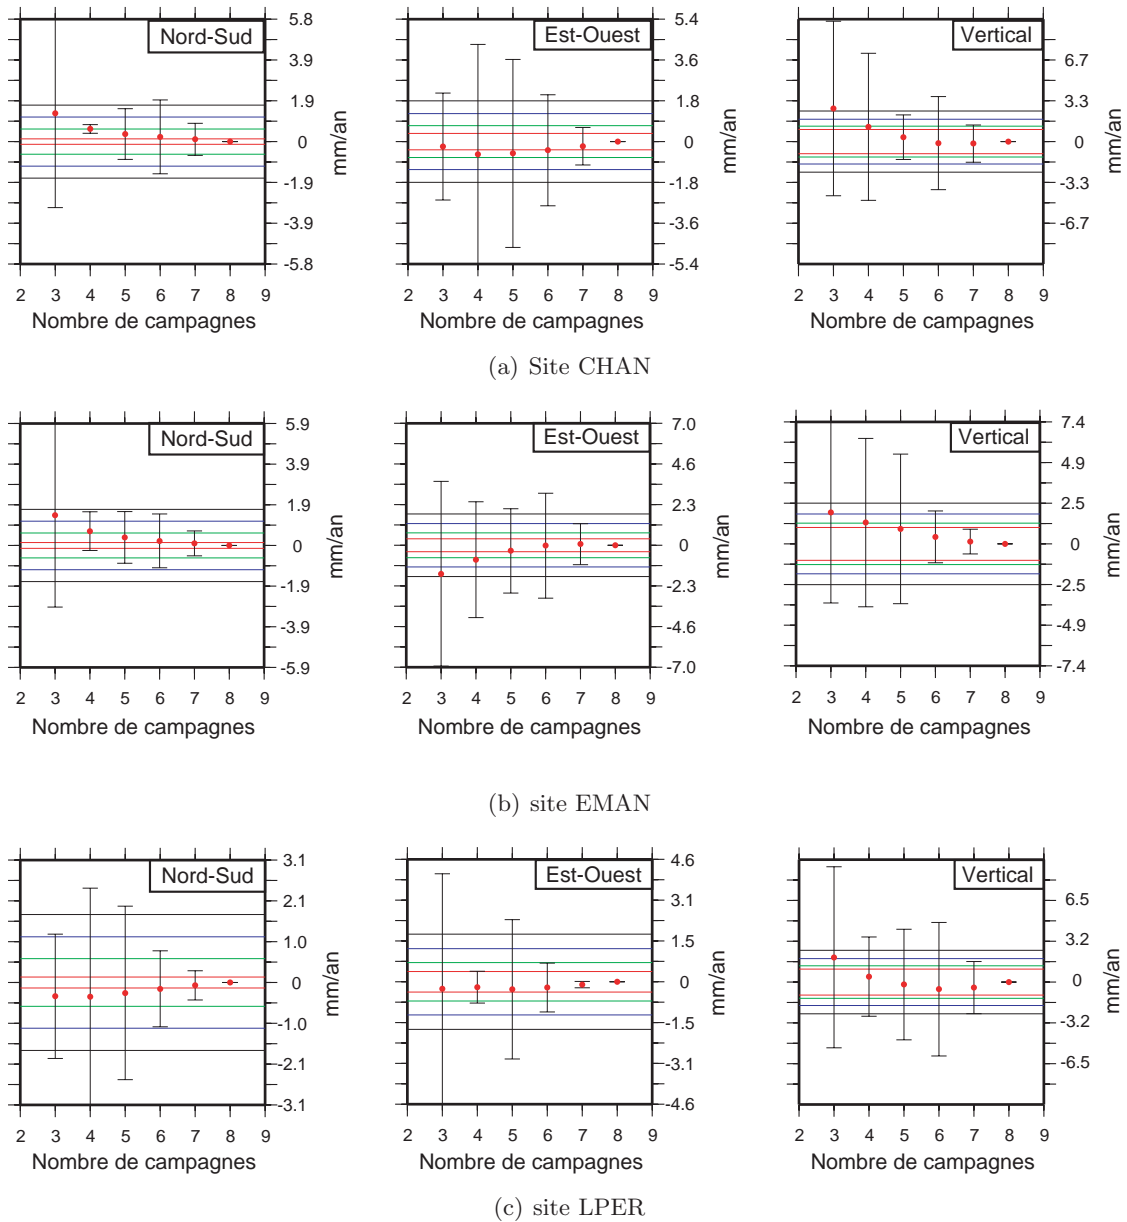 Nord-Sud
5.8
3.9
1.9
0
-1.9
-3.9
-5.8
mm/an
2 3 4 5 6 7 8 9
Nombre de campagnes
Est-Ouest
5.4
3.6
1.8
0
-1.8
-3.6
-5.4
mm/an
2 3 4 5 6 7 8 9
Nombre de campagnes
Vertical
6.7
3.3
0
-3.3
-6.7
mm/an
2 3 4 5 6 7 8 9
Nombre de campagnes
(a) Site CHAN
Nord-Sud
5.9
3.9
1.9
0
-1.9
-3.9
-5.9
mm/an
2 3 4 5 6 7 8 9
Nombre de campagnes
Est-Ouest
7.0
4.6
2.3
0
-2.3
-4.6
-7.0
mm/an
2 3 4 5 6 7 8 9
Nombre de campagnes
Vertical
7.4
4.9
2.5
0
-2.5
-4.9
-7.4
mm/an
2 3 4 5 6 7 8 9
Nombre de campagnes
(b) site EMAN
Nord-Sud
3.1
2.1
1.0
0
-1.0
-2.1
-3.1
mm/an
2 3 4 5 6 7 8 9
Nombre de campagnes
Est-Ouest
4.6
3.1
1.5
0
-1.5
-3.1
-4.6
mm/an
2 3 4 5 6 7 8 9
Nombre de campagnes
Vertical
6.5
3.2
0
-3.2
-6.5
mm/an
2 3 4 5 6 7 8 9
Nombre de campagnes
(c) site LPER